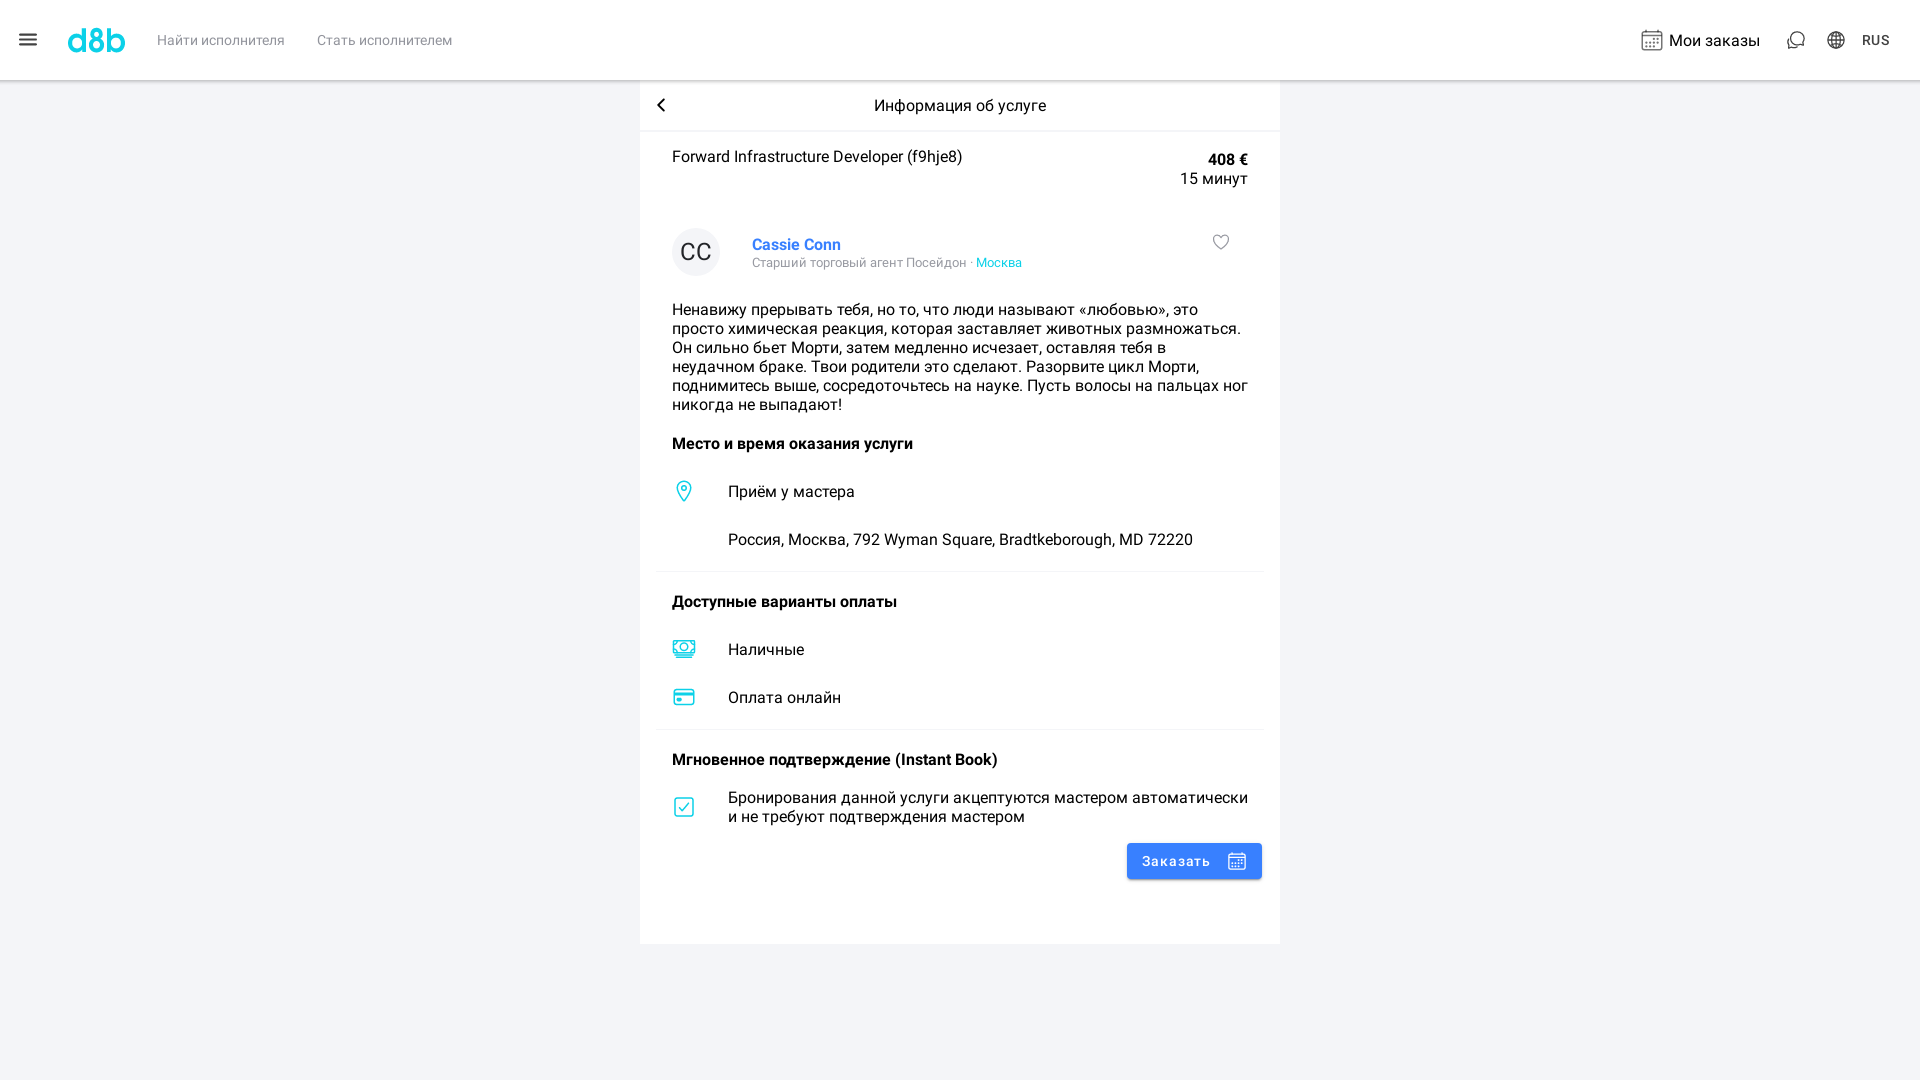 d8b
Найти исполнителя
Стать исполнителем
Мои заказы
RUS
Информация об услуге
Forward Infrastructure Developer (f9hje8)
408 €
15 минут
CC
Cassie Conn
Старший торговый агент Посейдон · Москва
Ненавижу прерывать тебя, но то, что люди называют «любовью», это
просто химическая реакция, которая заставляет животных размножаться.
Он сильно бьет Морти, затем медленно исчезает, оставляя тебя в
неудачном браке. Твои родители это сделают. Разорвите цикл Морти,
поднимитесь выше, сосредоточьтесь на науке. Пусть волосы на пальцах ног
никогда не выпадают!
Место и время оказания услуги
Приём у мастера
Россия, Москва, 792 Wyman Square, Bradtkeborough, MD 72220
Доступные варианты оплаты
Наличные
Оплата онлайн
Мгновенное подтверждение (Instant Book)
Бронирования данной услуги акцептуются мастером автоматически
и не требуют подтверждения мастером
Заказать